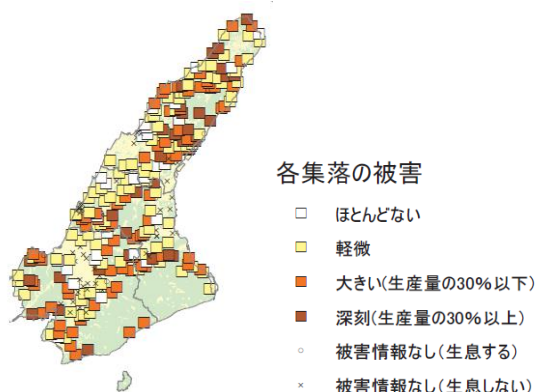 各集落の被害
ほとんどない
軽微
大きい(生産量の30%以下)
深刻(生産量の30%以上)
被害情報なし(生息する)
被害情報なし(生息しない)